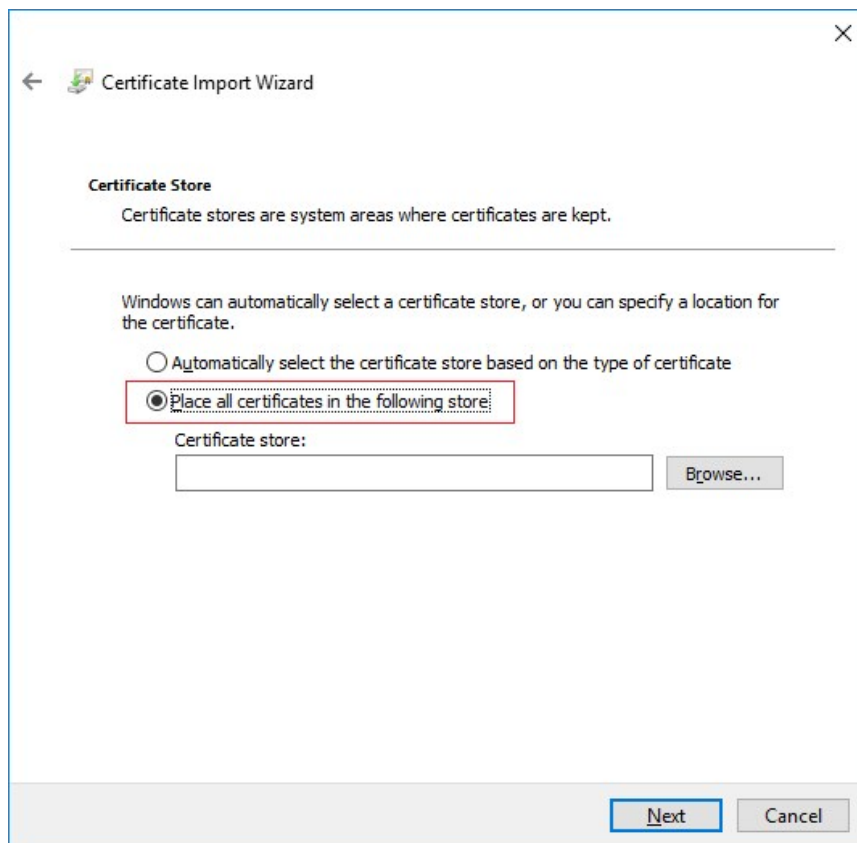 Certificate Import Wizard
Certificate Store
Certificate stores are system areas where certificates are kept.
Windows can automatically select a certificate store, or you can specify a location for
the certificate.
Automatically select the certificate store based on the type of certificate
Place all certificates in the following store
Certificate store:
Browse...
Next
Cancel